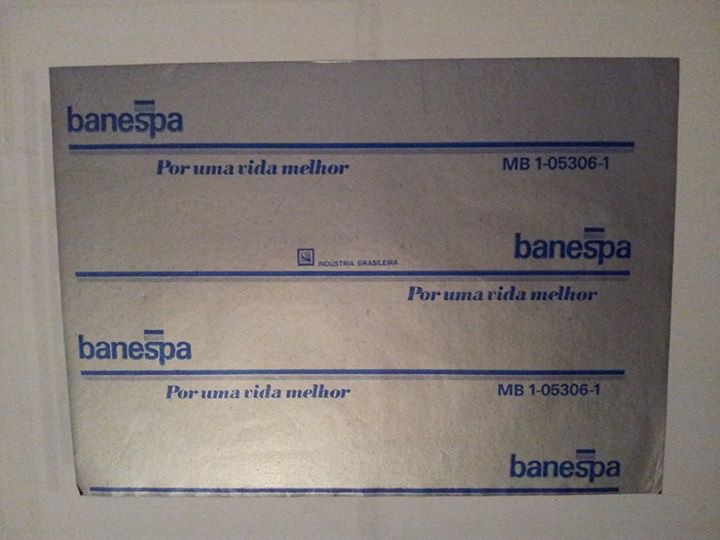 banespa
Por uma vida melhor MB 1-05306-1
banespa
INDÚSTRIA BRASILEIRA
Por uma vida melhor
banespa
Por uma vida melhor MB 1-05306-1
banespa